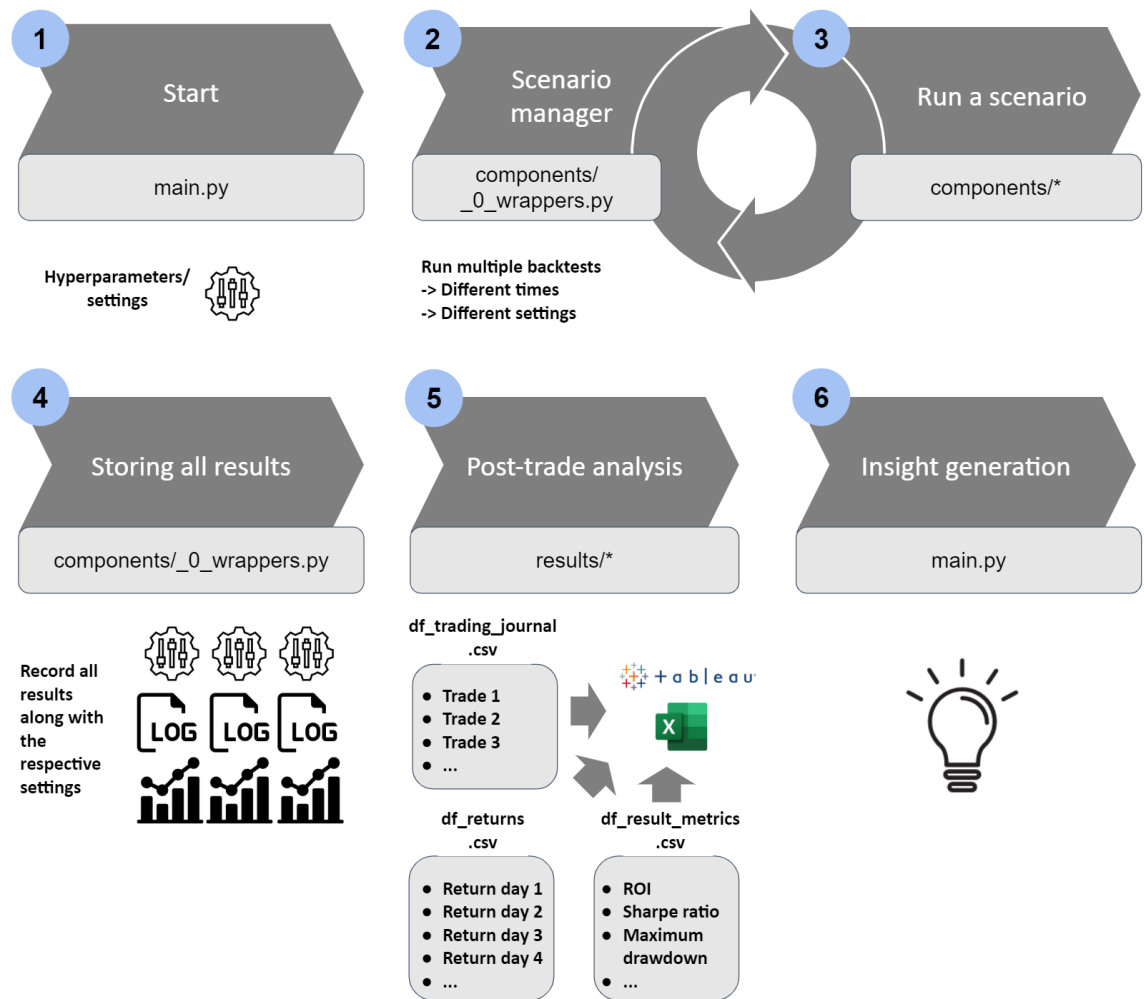 1
Start
main.py
Hyperparameters/
settings
2
Scenario
manager
components/
_0_wrappers.py
Run multiple backtests
-> Different times
-> Different settings
3
Run a scenario
components/*
4
Storing all results
components/_0_wrappers.py
Record all
results
along with
the
respective
settings
LOG
LOG
LOG
5
Post-trade analysis
results/*
df_trading_journal
.csv
● Trade 1
● Trade 2
● Trade 3
● ...
+ a b | e a u
X
df_returns
.csv
● Return day 1
● Return day 2
● Return day 3
● Return day 4
● ...
df_result_metrics
.csv
● ROI
● Sharpe ratio
● Maximum
drawdown
● ...
6
Insight generation
main.py